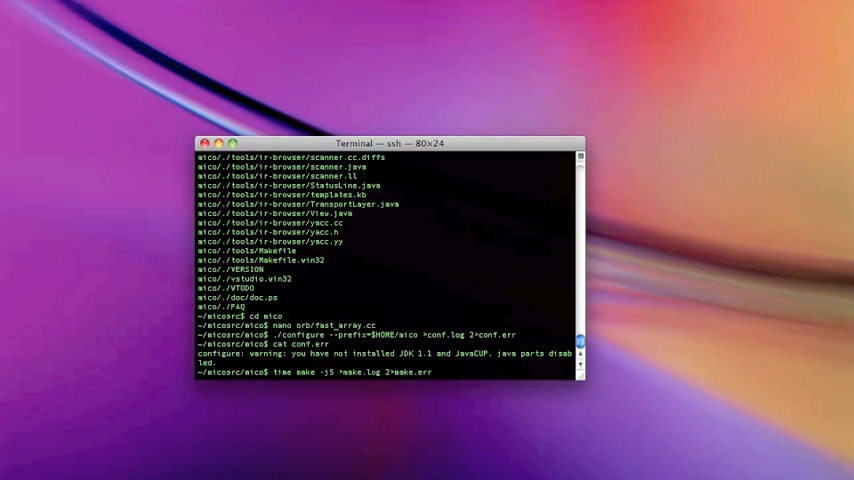 Terminal — ssh — 80×24
mico/./tools/ir-browser/scanner.cc.diffs
mico/./tools/ir-browser/scanner.java
mico/./tools/ir-browser/scanner.ll
mico/./tools/ir-browser/StatusLine.java
mico/./tools/ir-browser/templates.kb
mico/./tools/ir-browser/TransportLayer.java
mico/./tools/ir-browser/View.java
mico/./tools/ir-browser/yacc.cc
mico/./tools/ir-browser/yacc.h
mico/./tools/ir-browser/yacc.yy
mico/./tools/Makefile
mico/./tools/Makefile.win32
mico/./VERSION
mico/./vstudio.win32
mico/./WTODO
mico/./doc/doc.ps
mico/./FAQ
~/micosrc$ cd mico
~/micosrc/mico$ nano orb/fast_array.cc
~/micosrc/mico$ ./configure --prefix=$HOME/mico >conf.log 2>conf.err
~/micosrc/mico$ cat conf.err
configure: warning: you have not installed JDK 1.1 and JavaCUP. java parts disab
led.
~/micosrc/mico$ time make -j5 >make.log 2>make.err